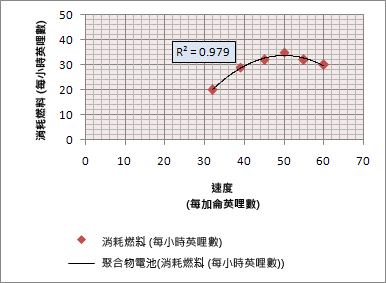 消耗燃料 (每小時英哩數)
50
40
30
20
10
0
R² = 0.979
0 10 20 30 40 50 60 70
速度
(每加侖英哩數)
消耗燃料 (每小時英哩數)
聚合物電池(消耗燃料 (每小時英哩數))